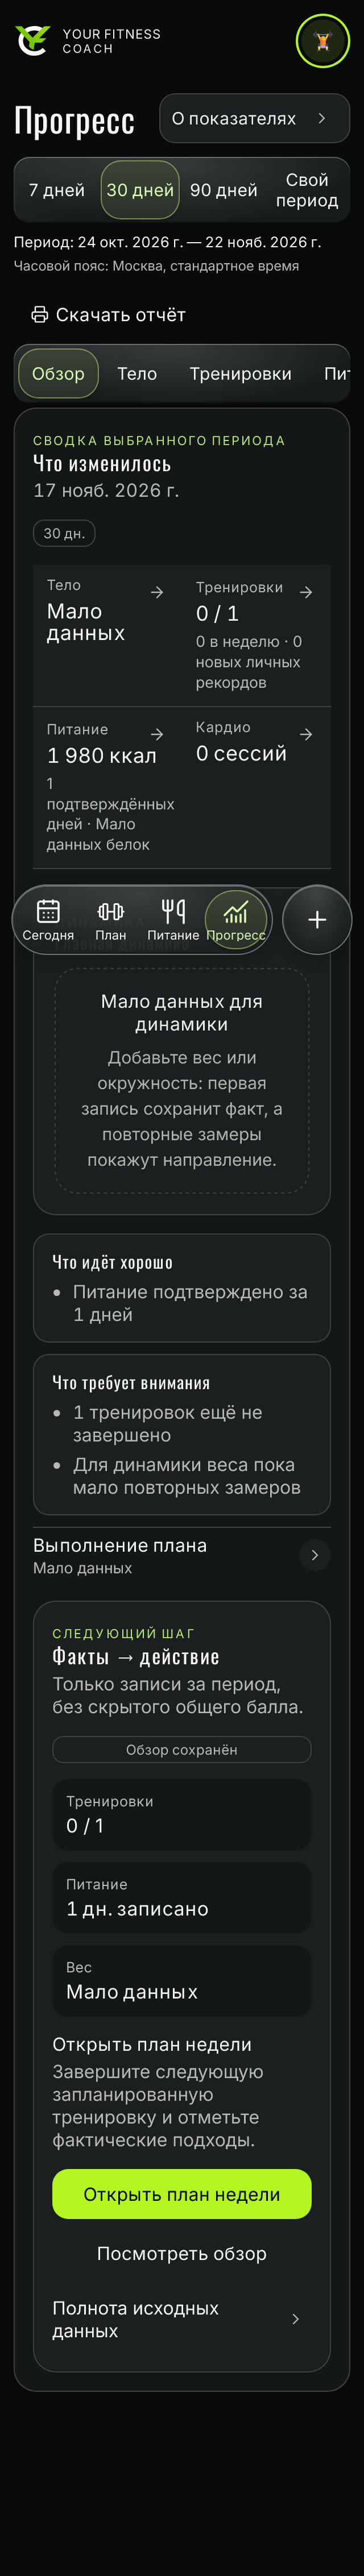 YOUR FITNESS
COACH
Прогресс
О показателях
7 дней
30 дней
90 дней
Свой
период
Период: 24 окт. 2026 г. — 22 нояб. 2026 г.
Часовой пояс: Москва, стандартное время
Скачать отчёт
Обзор
Тело
Тренировки
СВОДКА ВЫБРАННОГО ПЕРИОДА
Что изменилось
17 нояб. 2026 г.
30 дн.
Тело
Мало
данных
Тренировки
0 / 1
0 в неделю · 0
новых личных
рекордов
Питание
1 980 ккал
1
подтверждённых
дней · Мало
данных белок
Кардио
0 сессий
Сегодня
План
Питание
Прогресс
Мало данных для
динамики
Добавьте вес или
окружность: первая
запись сохранит факт, а
повторные замеры
покажут направление.
Что идёт хорошо
• Питание подтверждено за
1 дней
Что требует внимания
• 1 тренировок ещё не
завершено
• Для динамики веса пока
мало повторных замеров
Выполнение плана
Мало данных
СЛЕДУЮЩИЙ ШАГ
Факты → действие
Только записи за период,
без скрытого общего балла.
Обзор сохранён
Тренировки
0 / 1
Питание
1 дн. записано
Вес
Мало данных
Открыть план недели
Завершите следующую
запланированную
тренировку и отметьте
фактические подходы.
Открыть план недели
Посмотреть обзор
Полнота исходных
данных